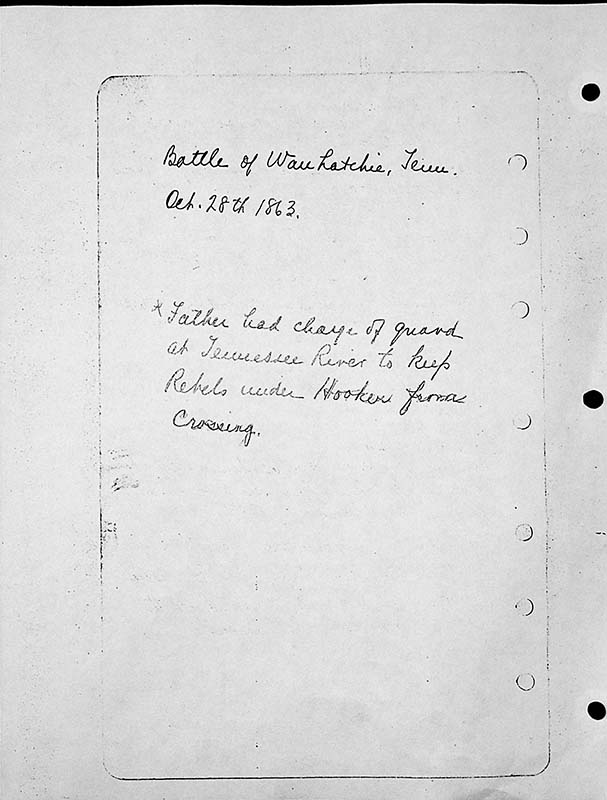 Battle of Wauhatchie, Tenn.
Oct. 28th 1863.
* Father had charge of guard
at Tennessee River to keep
Rebels under Hooker from
Crossing.